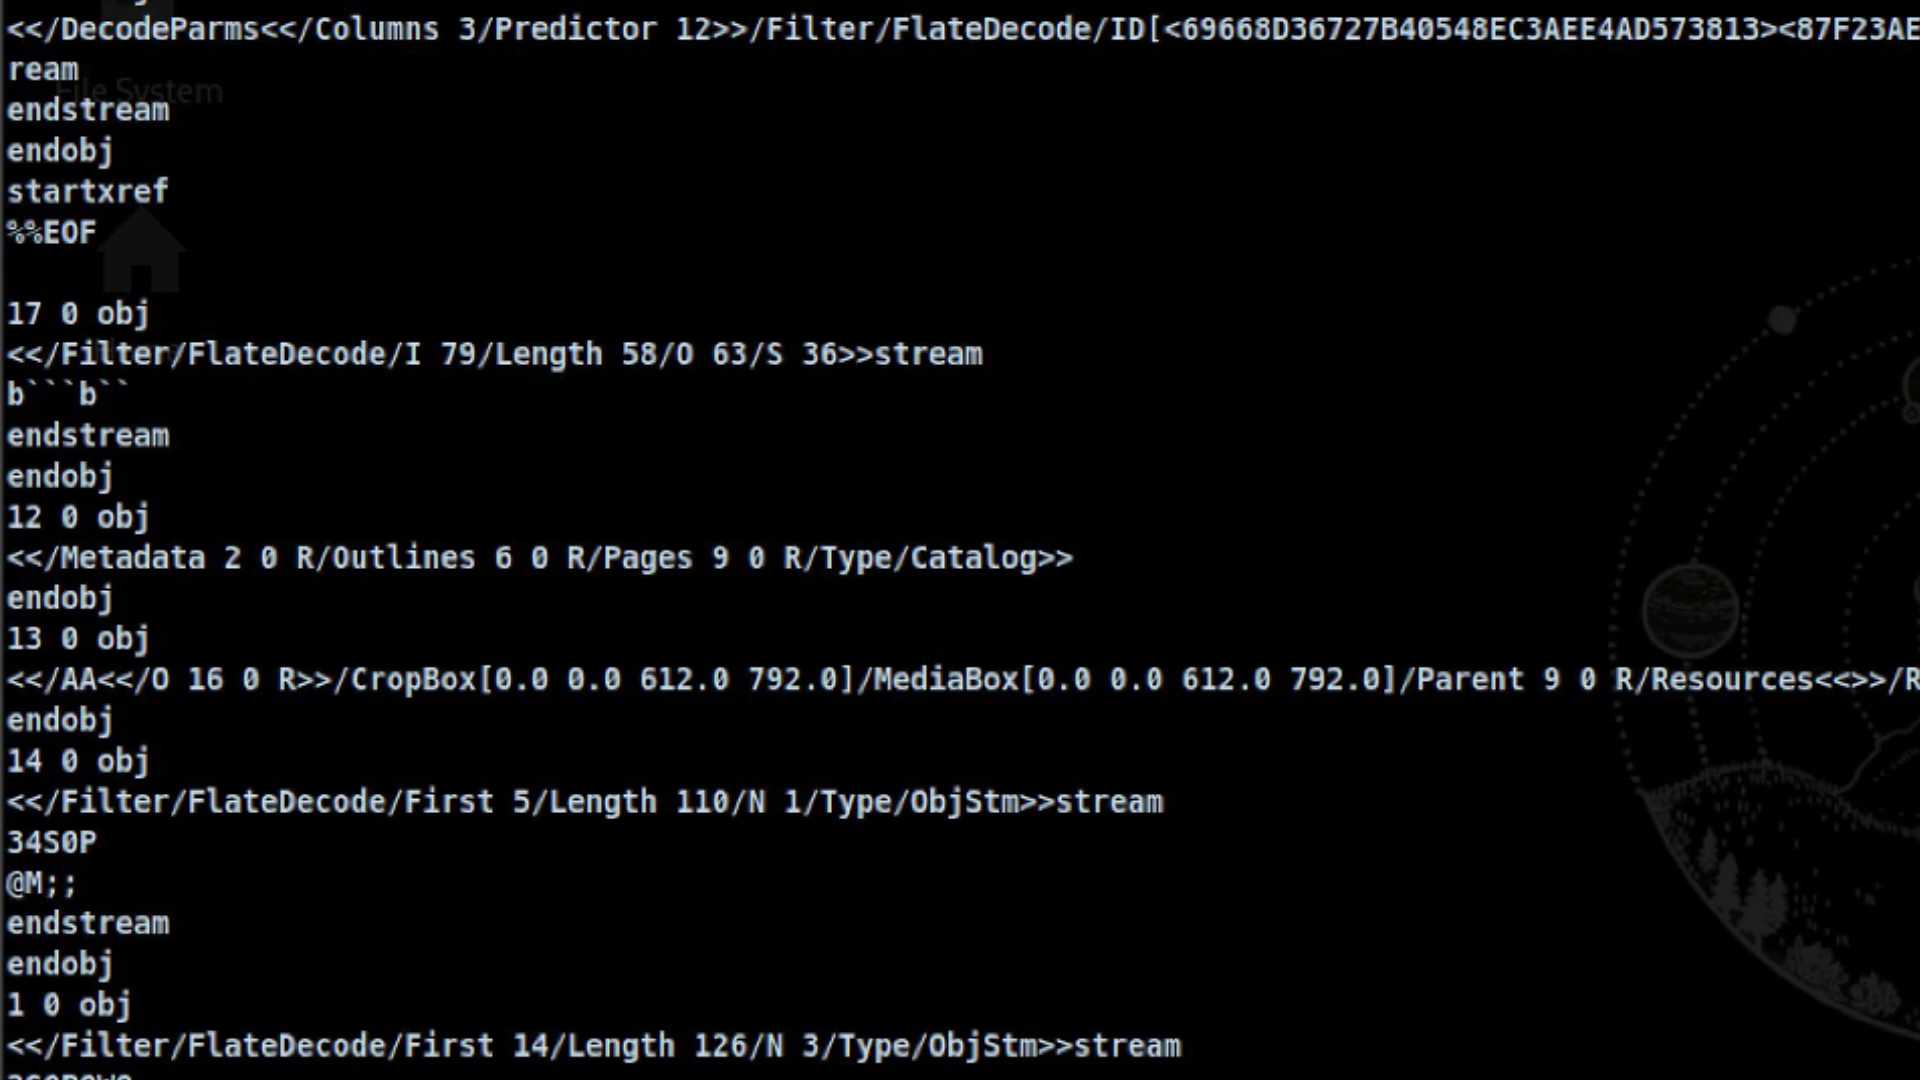 <</DecodeParms<</Columns 3/Predictor 12>>/Filter/FlateDecode/ID[<69668D36727B40548EC3AEE4AD573813><87F23AE
ream
File System
endstream
endobj
startxref
%%EOF
17 0 obj
<</Filter/FlateDecode/I 79/Length 58/O 63/S 36>>stream
b```b``
endstream
endobj
12 0 obj
<</Metadata 2 0 R/Outlines 6 0 R/Pages 9 0 R/Type/Catalog>>
endobj
13 0 obj
<</AA<</O 16 0 R>>/CropBox[0.0 0.0 612.0 792.0]/MediaBox[0.0 0.0 612.0 792.0]/Parent 9 0 R/Resources<<>>/R
endobj
14 0 obj
<</Filter/FlateDecode/First 5/Length 110/N 1/Type/ObjStm>>stream
34S0P
@M;;
endstream
endobj
1 0 obj
<</Filter/FlateDecode/First 14/Length 126/N 3/Type/ObjStm>>stream